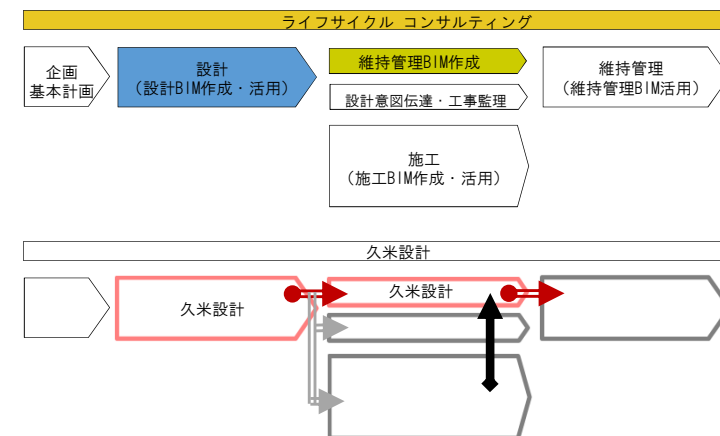 ライフサイクル コンサルティング
企画
基本計画
設計
(設計BIM作成・活用)
維持管理BIM作成
設計意図伝達・工事監理
維持管理
(維持管理BIM活用)
施工
(施工BIM作成・活用)
久米設計
久米設計
久米設計